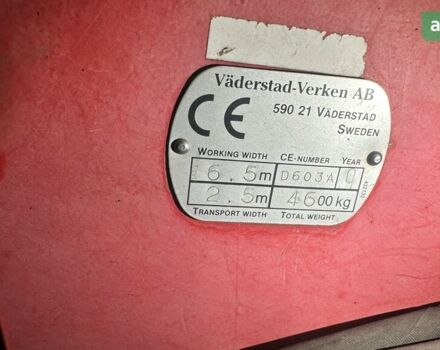 Väderstad-Verken AB
CE
590 21 VÄDERSTAD
SWEDEN
WORKING WIDTH CE-NUMBER YEAR
6.5m D603A
2.5m 4600kg
TRANSPORT WIDTH TOTAL WEIGHT
a